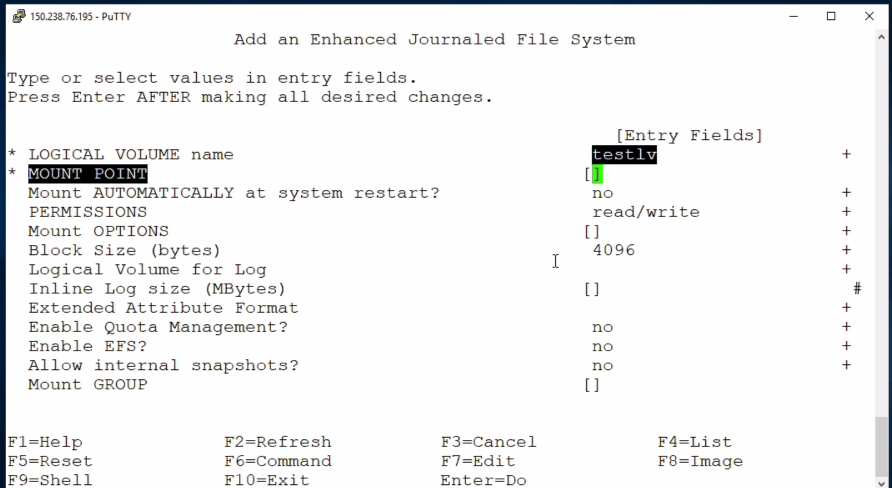 150.238.76.195 - PuTTY
Add an Enhanced Journaled File System
Type or select values in entry fields.
Press Enter AFTER making all desired changes.
[Entry Fields]
* LOGICAL VOLUME name testlv +
* MOUNT POINT []
Mount AUTOMATICALLY at system restart? no +
PERMISSIONS read/write +
Mount OPTIONS [] +
Block Size (bytes) 4096 +
Logical Volume for Log +
Inline Log size (MBytes) [] #
Extended Attribute Format +
Enable Quota Management? no +
Enable EFS? no +
Allow internal snapshots? no +
Mount GROUP []
F1=Help F2=Refresh F3=Cancel F4=List
F5=Reset F6=Command F7=Edit F8=Image
F9=Shell F10=Exit Enter=Do